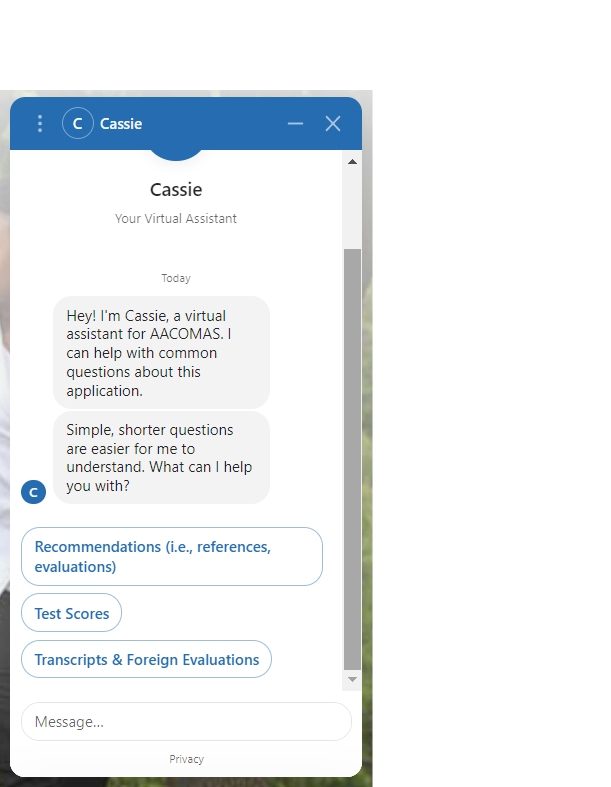 C Cassie
Cassie
Your Virtual Assistant
Today
Hey! I'm Cassie, a virtual
assistant for AACOMAS. I
can help with common
questions about this
application.
Simple, shorter questions
are easier for me to
understand. What can I help
you with?
C
Recommendations (i.e., references,
evaluations)
Test Scores
Transcripts & Foreign Evaluations
Message...
Privacy